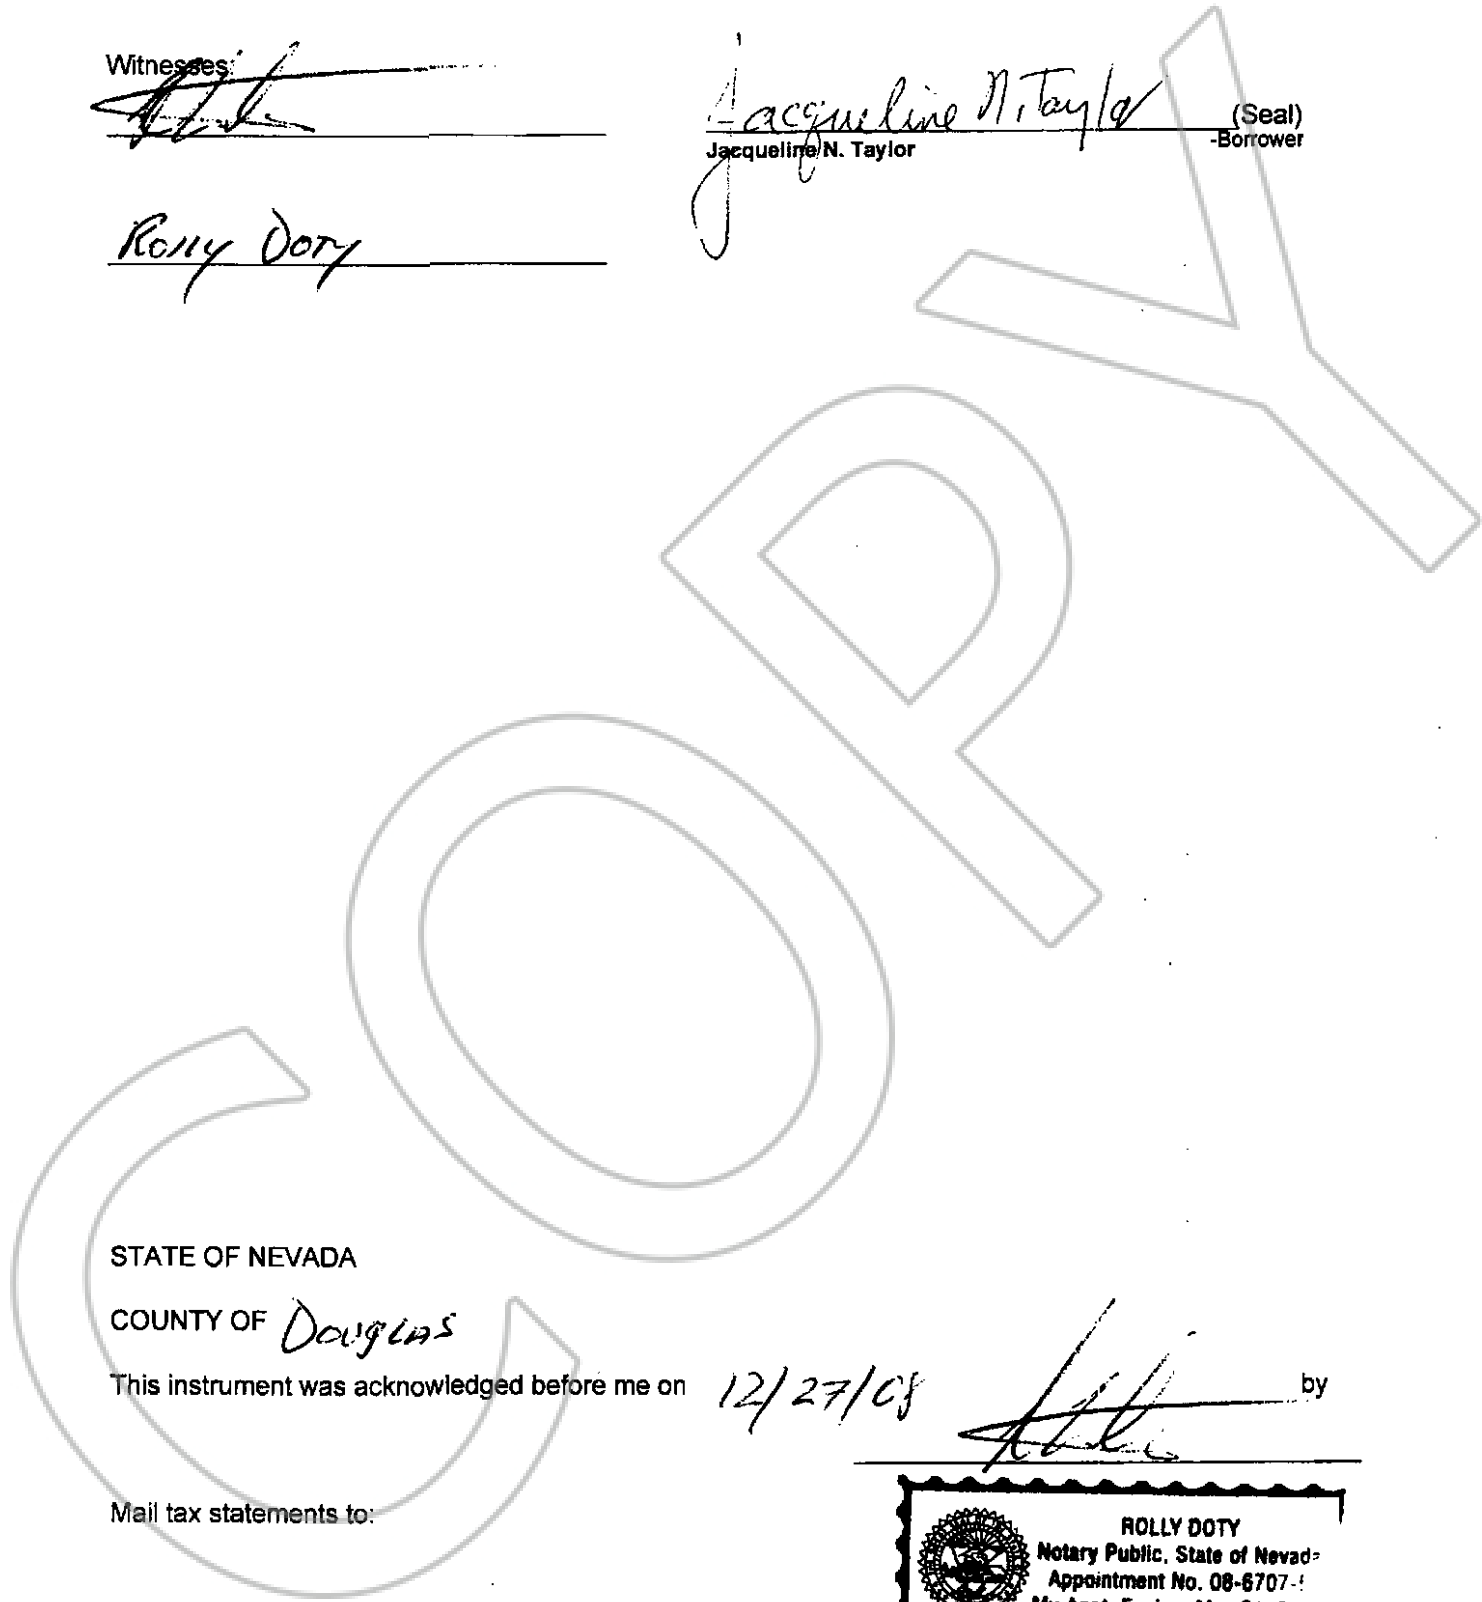 Witnesses:
Jacqueline N. Taylor (Seal)
Jacqueline N. Taylor -Borrower
Rolly Doty
COPY
STATE OF NEVADA
COUNTY OF Douglas
This instrument was acknowledged before me on 12/27/08 by
Mail tax statements to:
ROLLY DOTY
Notary Public, State of Nevada
Appointment No. 08-6707-